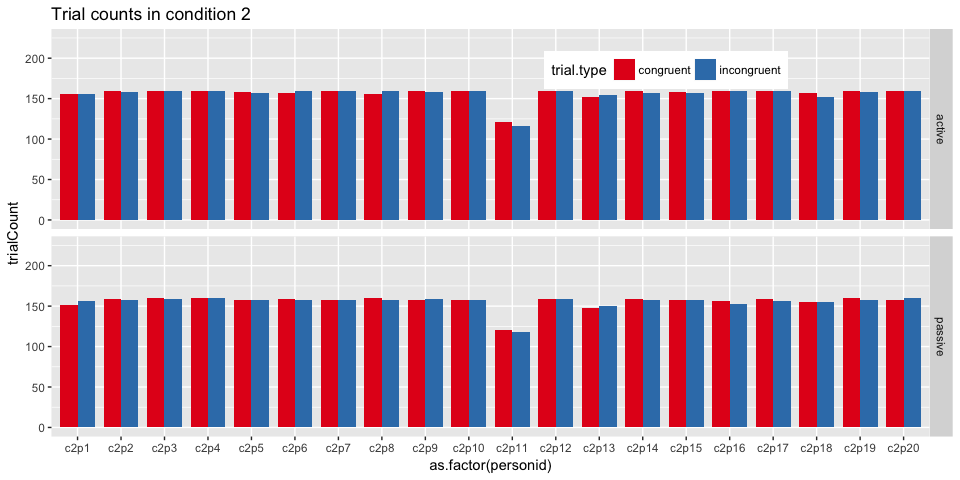 Trial counts in condition 2
trial.type congruent incongruent
200
150
100
50
0
active
200
150
100
50
0
passive
trialCount
c2p1 c2p2 c2p3 c2p4 c2p5 c2p6 c2p7 c2p8 c2p9 c2p10 c2p11 c2p12 c2p13 c2p14 c2p15 c2p16 c2p17 c2p18 c2p19 c2p20
as.factor(personid)